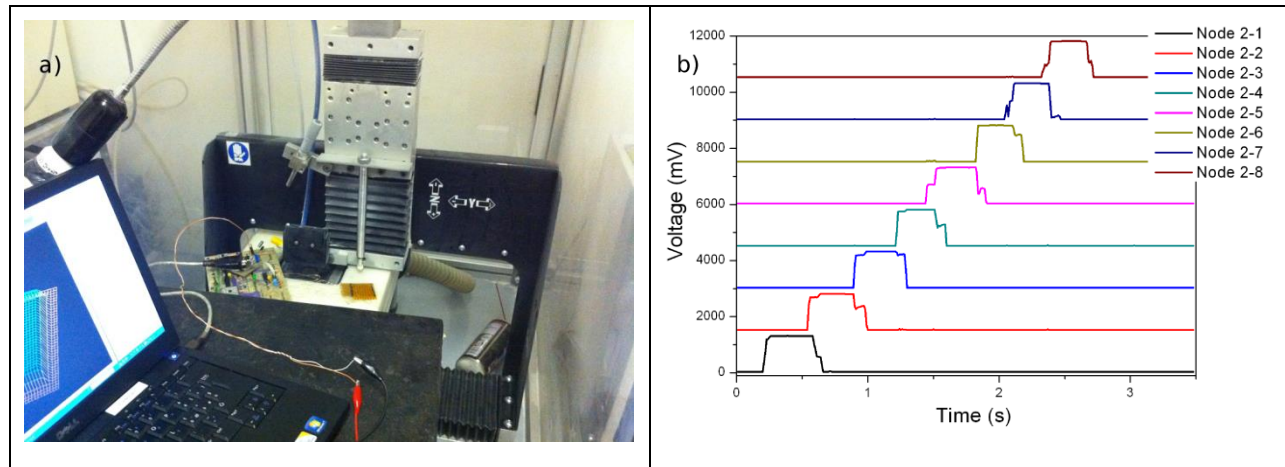 a)
N
Y
DELL
b)
Node 2-1
Node 2-2
Node 2-3
Node 2-4
Node 2-5
Node 2-6
Node 2-7
Node 2-8
12000
10000
8000
6000
4000
2000
0
Voltage (mV)
0
1
2
3
Time (s)